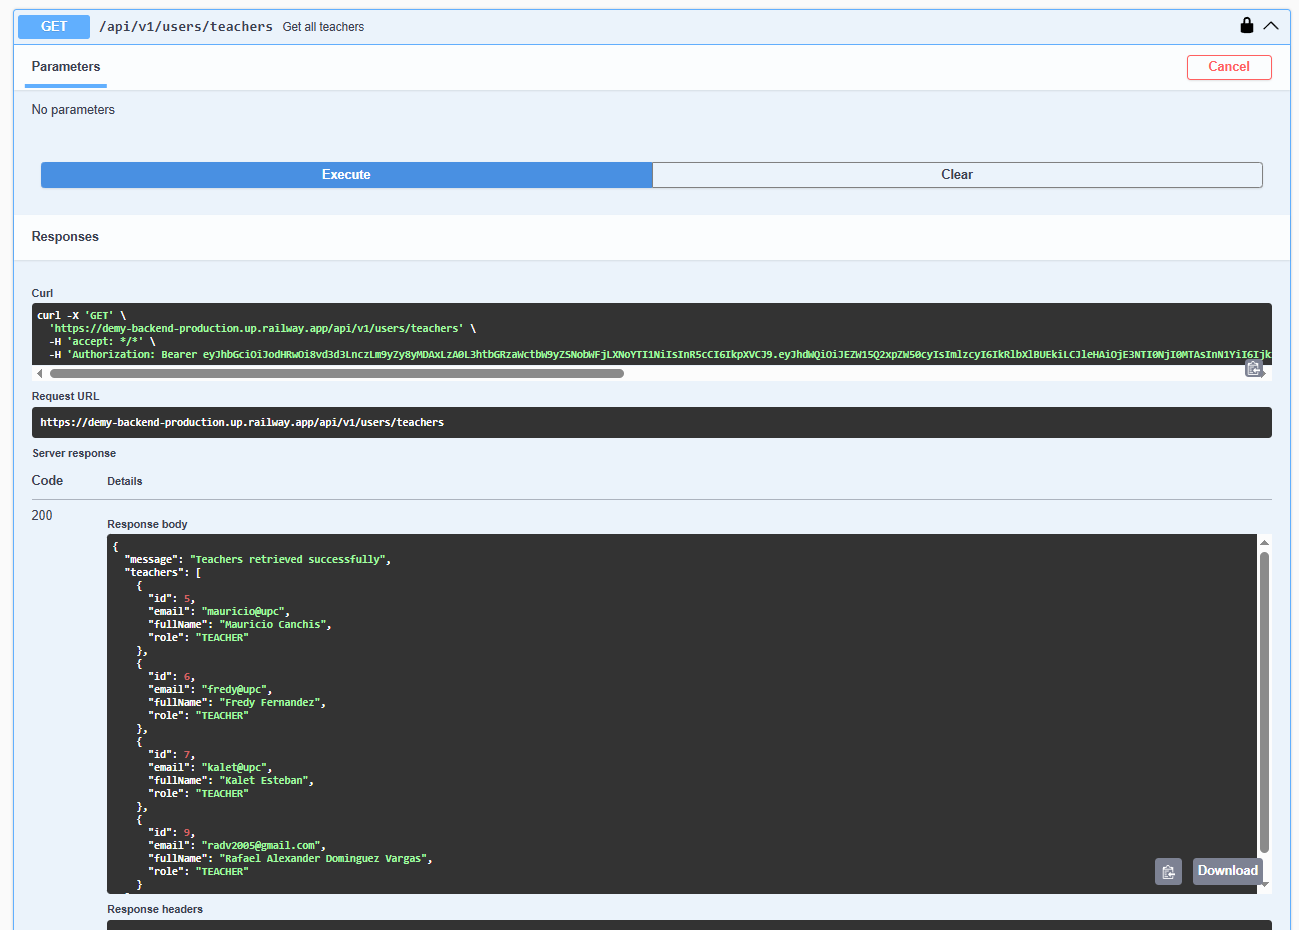 GET /api/v1/users/teachers Get all teachers
Parameters
Cancel
No parameters
Execute
Clear
Responses
Curl
curl -X 'GET' \
'https://demy-backend-production.up.railway.app/api/v1/users/teachers' \
-H 'accept: */*' \
-H 'Authorization: Bearer
Request URL
https://demy-backend-production.up.railway.app/api/v1/users/teachers
Server response
Code Details
200
Response body
{
"message": "Teachers retrieved successfully",
"teachers": [
{
"id": 5,
"email": "mauricio@upc",
"fullName": "Mauricio Canchis",
"role": "TEACHER"
},
{
"id": 6,
"email": "fredy@upc",
"fullName": "Fredy Fernandez",
"role": "TEACHER"
},
{
"id": 7,
"email": "kalet@upc",
"fullName": "Kalet Esteban",
"role": "TEACHER"
},
{
"id": 9,
"email": "radv2005@gmail.com",
"fullName": "Rafael Alexander Dominguez Vargas",
"role": "TEACHER"
}
Download
Response headers